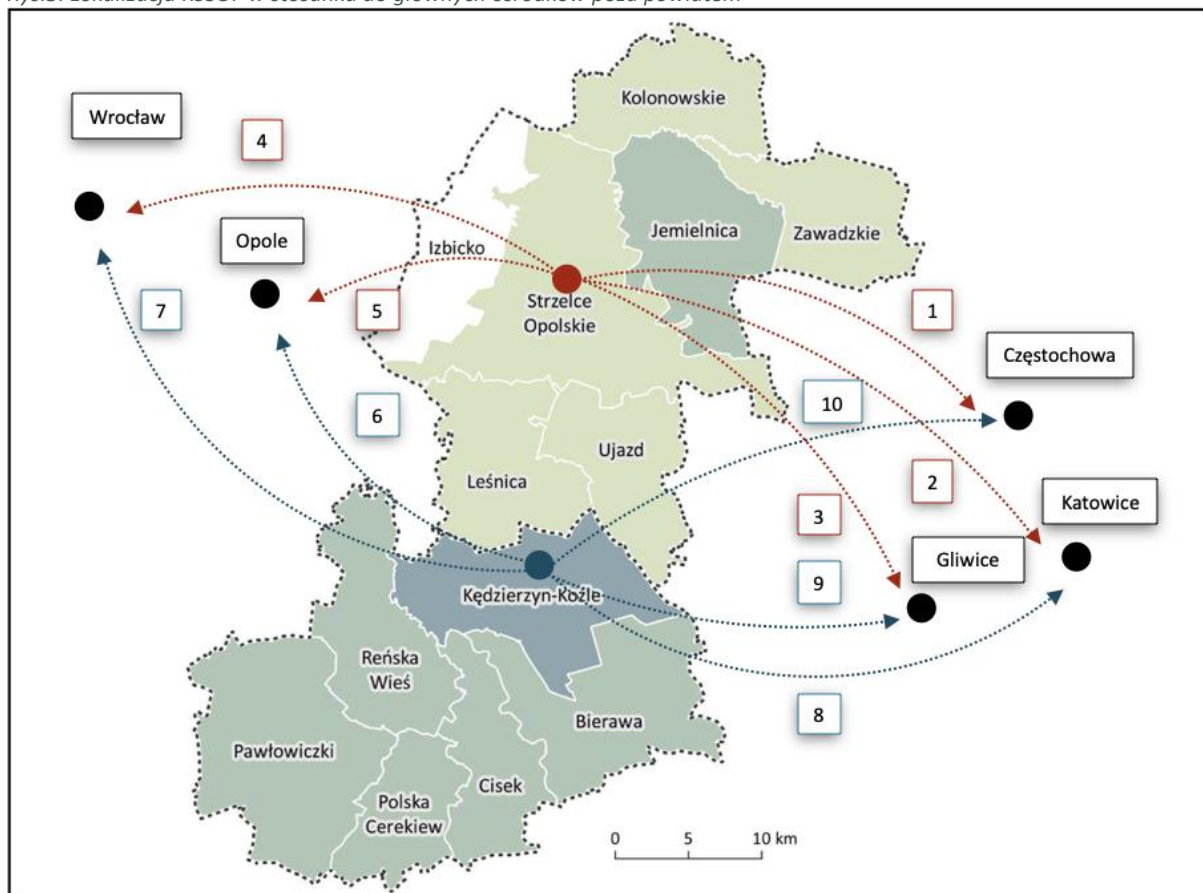 Kolonowskie
Wrocław
4
Opole
Izbicko
Jemielnica
Zawadzkie
7
5
Strzelce
Opolskie
1
Częstochowa
6
10
Ujazd
Leśnica
2
3
Katowice
Gliwice
9
Kędzierzyn-Koźle
Reńska
Wieś
8
Bierawa
Pawłowiczki
Cisek
Polska
Cerekiew
0 5 10 km